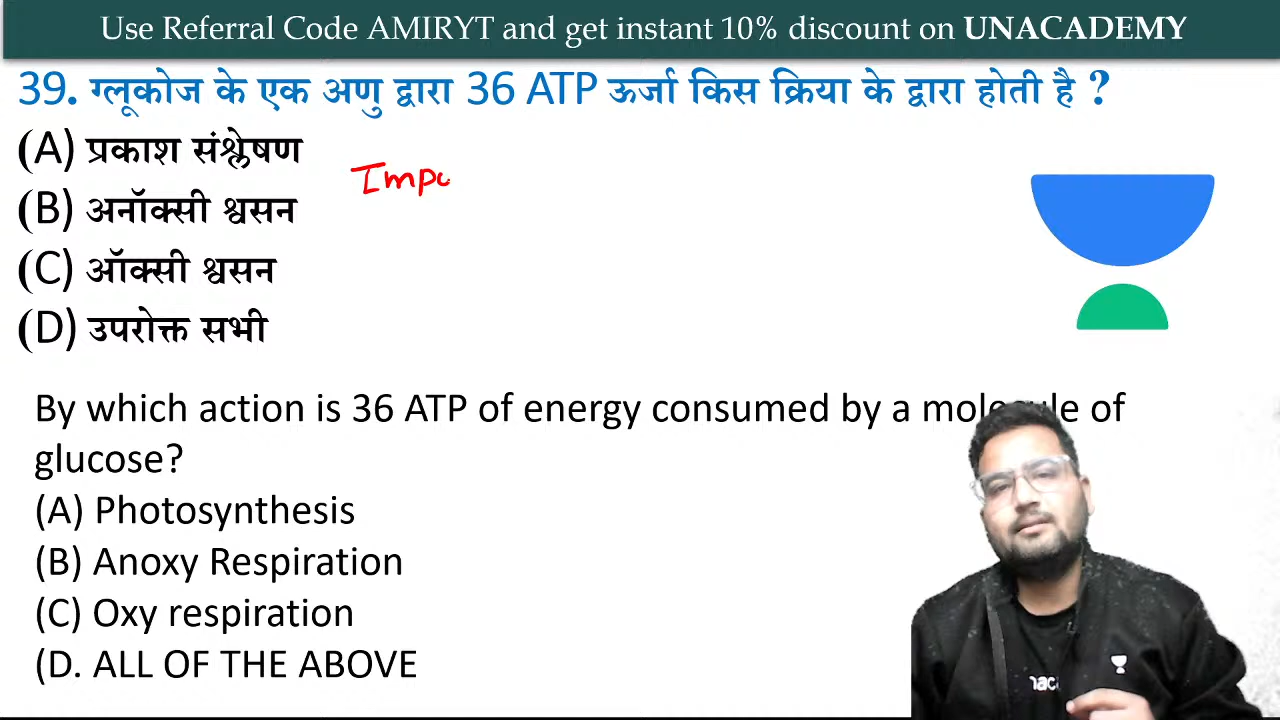 Use Referral Code AMIRYT and get instant 10% discount on UNACADEMY
39. ग्लूकोज के एक अणु द्वारा 36 ATP ऊर्जा किस क्रिया के द्वारा होती है ?
(A) प्रकाश संश्लेषण
Impo
(B) अनॉक्सी श्वसन
(C) ऑक्सी श्वसन
(D) उपरोक्त सभी
By which action is 36 ATP of energy consumed by a molecule of
glucose?
(A) Photosynthesis
(B) Anoxy Respiration
(C) Oxy respiration
(D. ALL OF THE ABOVE